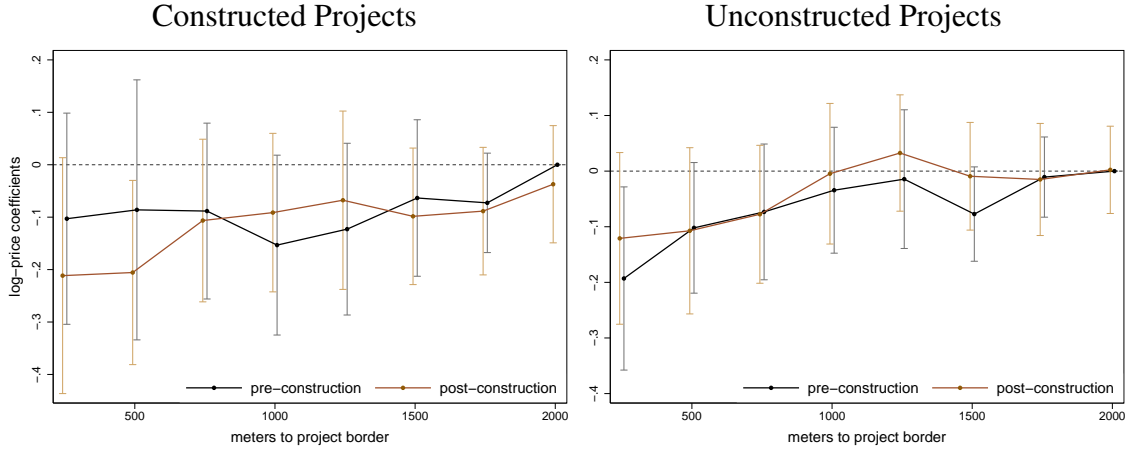 Constructed Projects
Unconstructed Projects
log−price coefficients
.2
.1
0
−.1
−.2
−.3
−.4
pre−construction
post−construction
500
1000
1500
2000
meters to project border
.2
.1
0
−.1
−.2
−.3
−.4
pre−construction
post−construction
500
1000
1500
2000
meters to project border